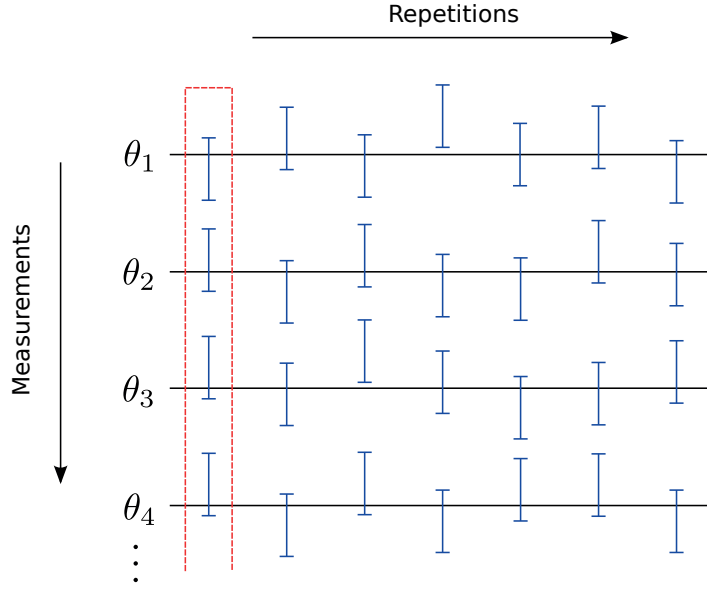 Repetitions
Measurements
θ₁
θ₂
θ₃
θ₄
⋮